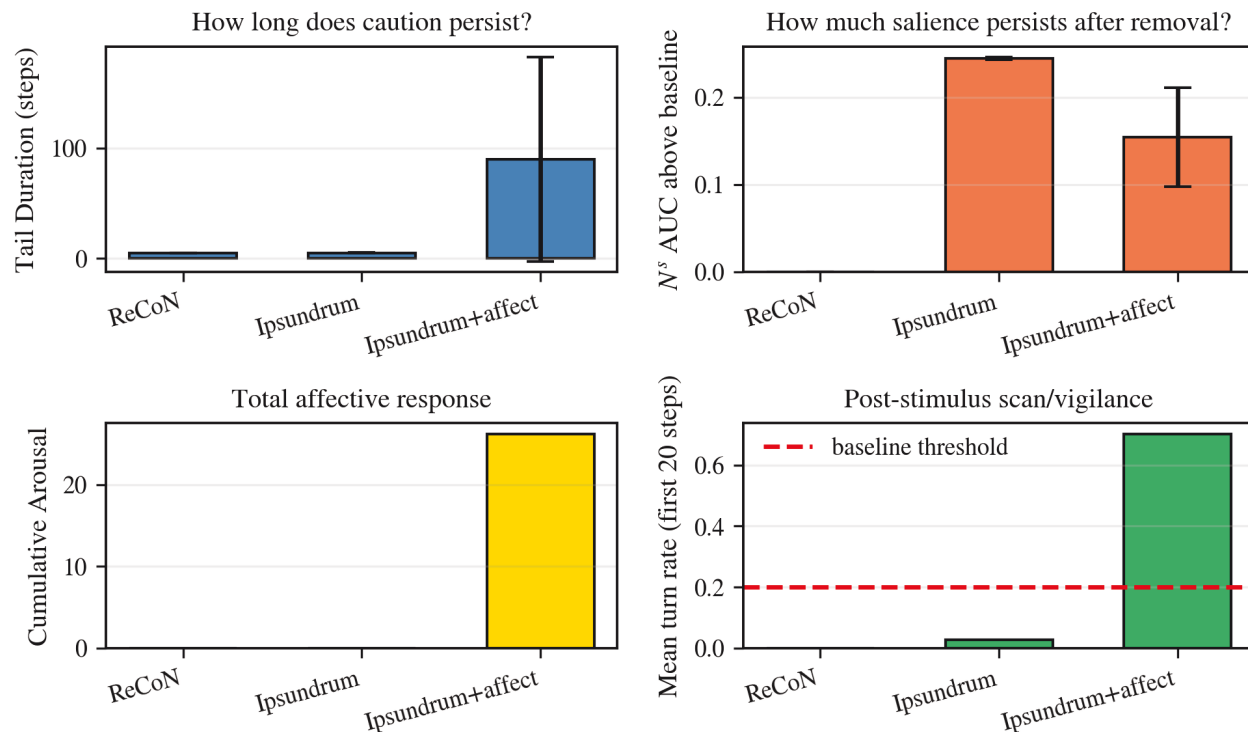 How long does caution persist?
Tail Duration (steps)
100
0
ReCoN
Ipsundrum
Ipsundrum+affect
How much salience persists after removal?
Nˢ AUC above baseline
0.2
0.1
0.0
ReCoN
Ipsundrum
Ipsundrum+affect
Total affective response
Cumulative Arousal
20
10
0
ReCoN
Ipsundrum
Ipsundrum+affect
Post-stimulus scan/vigilance
Mean turn rate (first 20 steps)
baseline threshold
0.6
0.4
0.2
0.0
ReCoN
Ipsundrum
Ipsundrum+affect